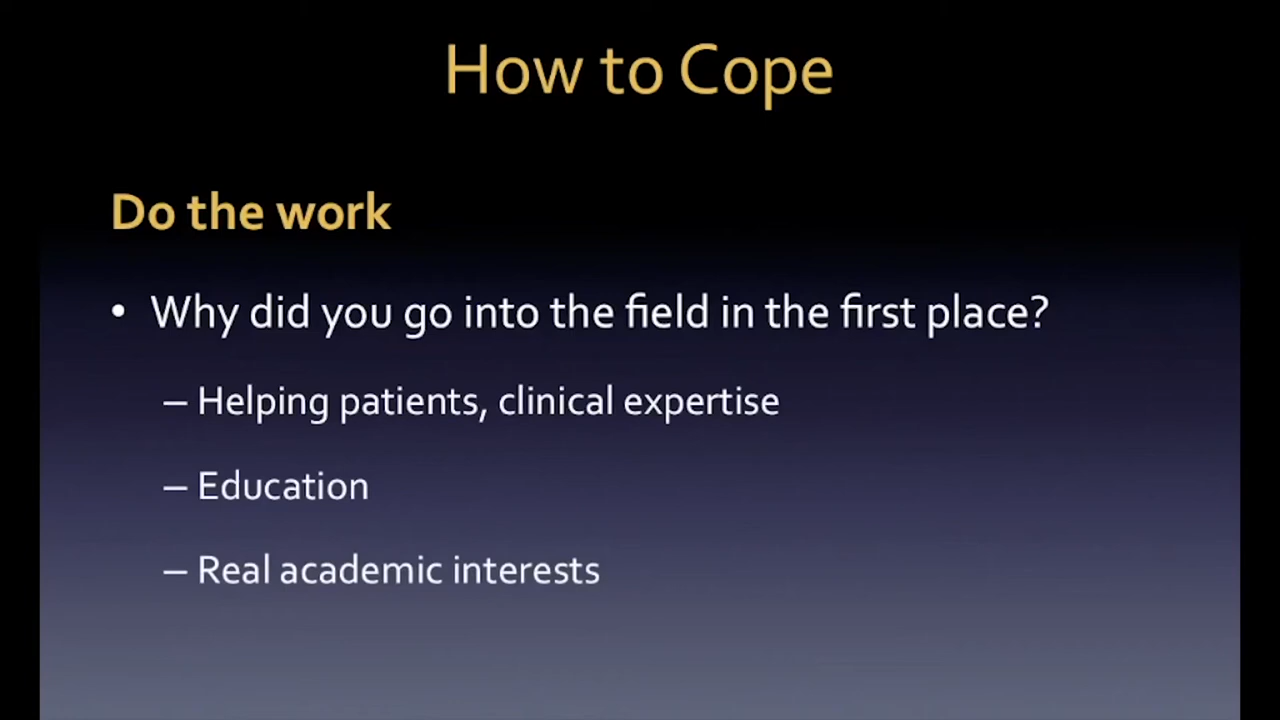 How to Cope
Do the work
• Why did you go into the field in the first place?
– Helping patients, clinical expertise
– Education
– Real academic interests